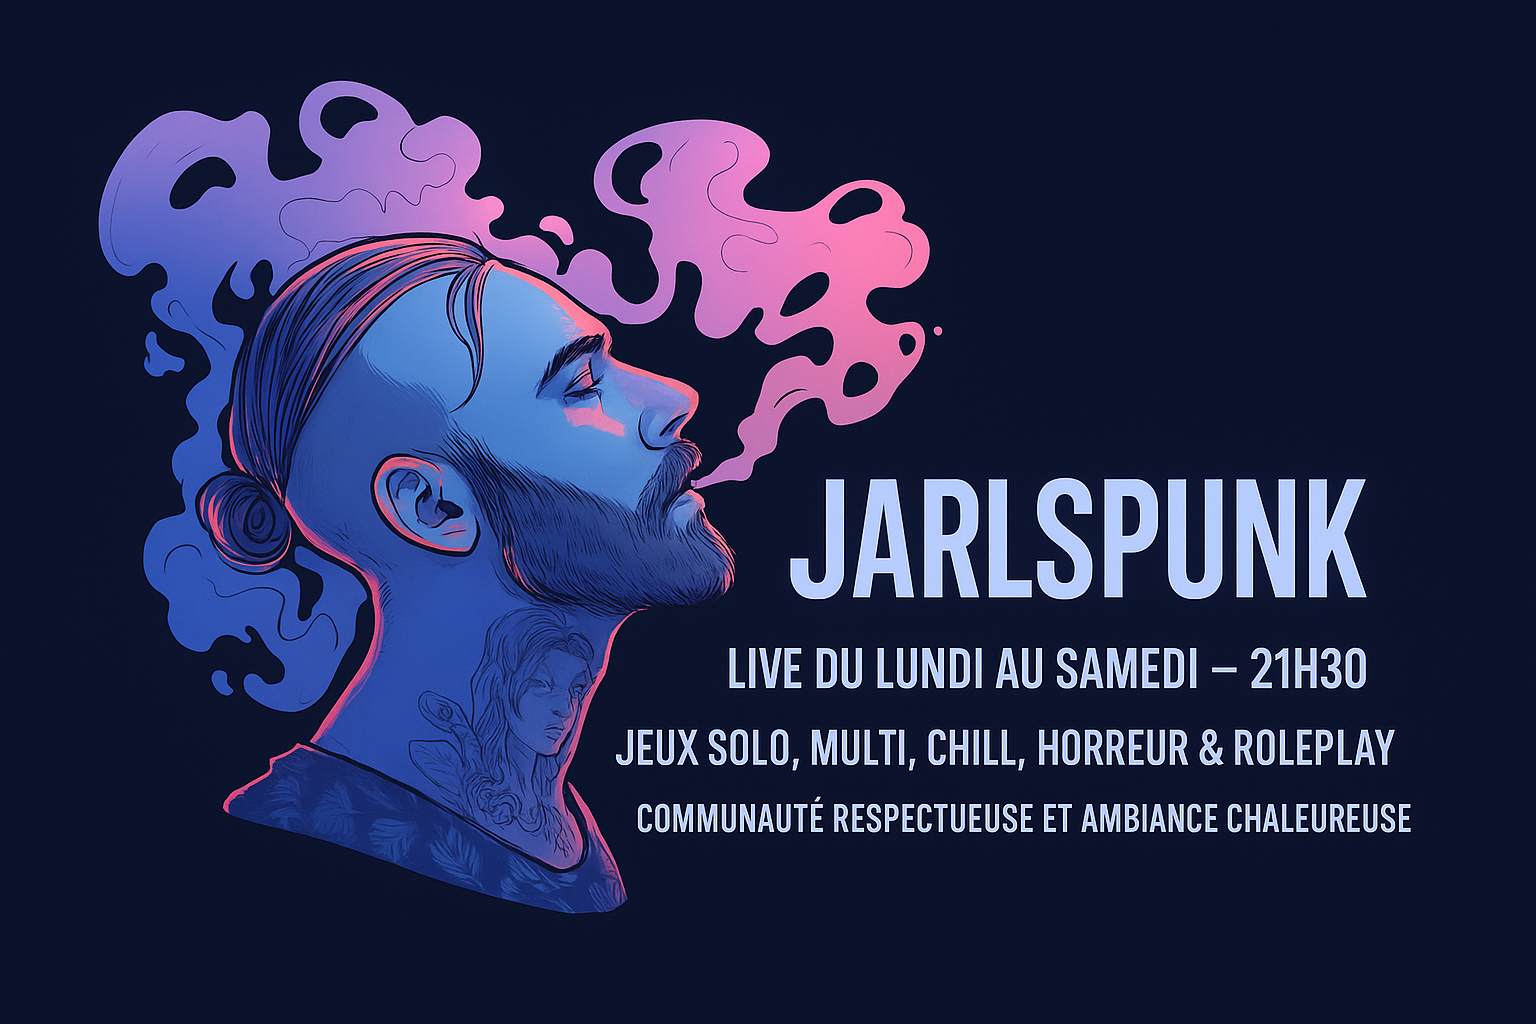 JARLSPUNK
LIVE DU LUNDI AU SAMEDI – 21H30
JEUX SOLO, MULTI, CHILL, HORREUR & ROLEPLAY
COMMUNAUTÉ RESPECTUEUSE ET AMBIANCE CHALEUREUSE